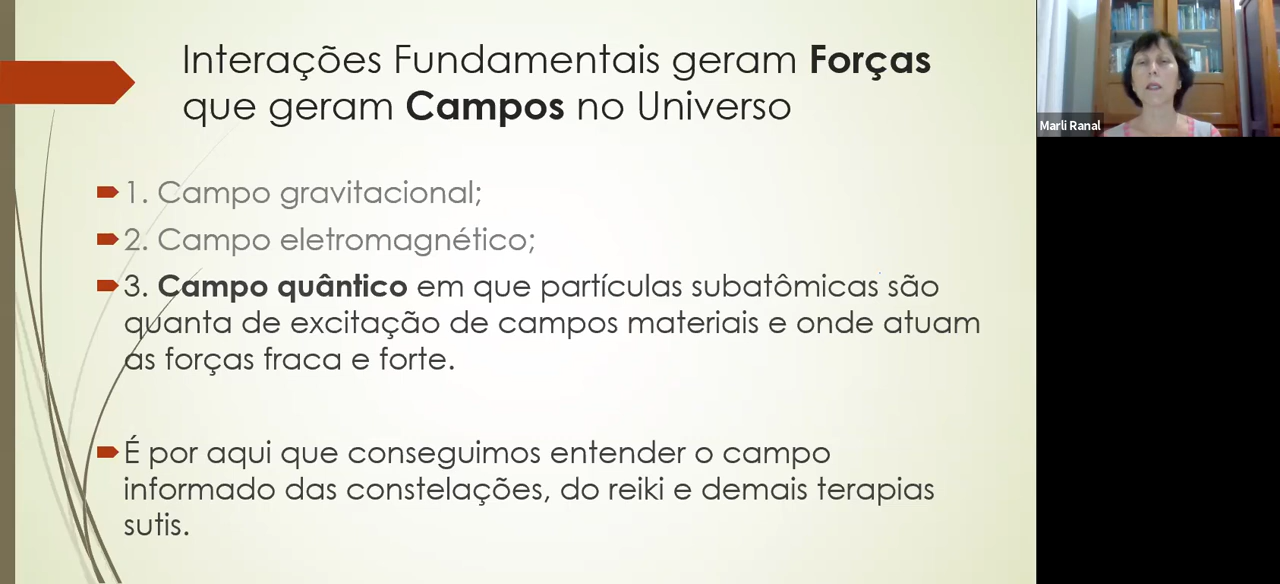 Interações Fundamentais geram Forças
que geram Campos no Universo
1. Campo gravitacional;
2. Campo eletromagnético;
3. Campo quântico em que partículas subatômicas são
quanta de excitação de campos materiais e onde atuam
as forças fraca e forte.
É por aqui que conseguimos entender o campo
informado das constelações, do reiki e demais terapias
sutis.
Marli Ranal